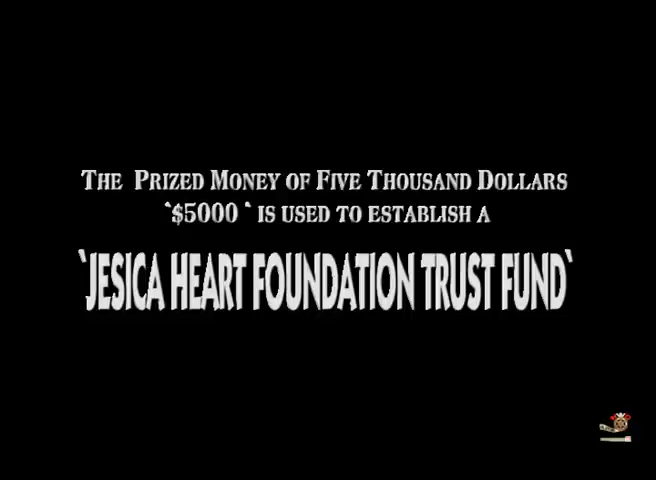 The Prized Money of Five Thousand Dollars
`$5000 ` is used to establish a
`JESICA HEART FOUNDATION TRUST FUND`